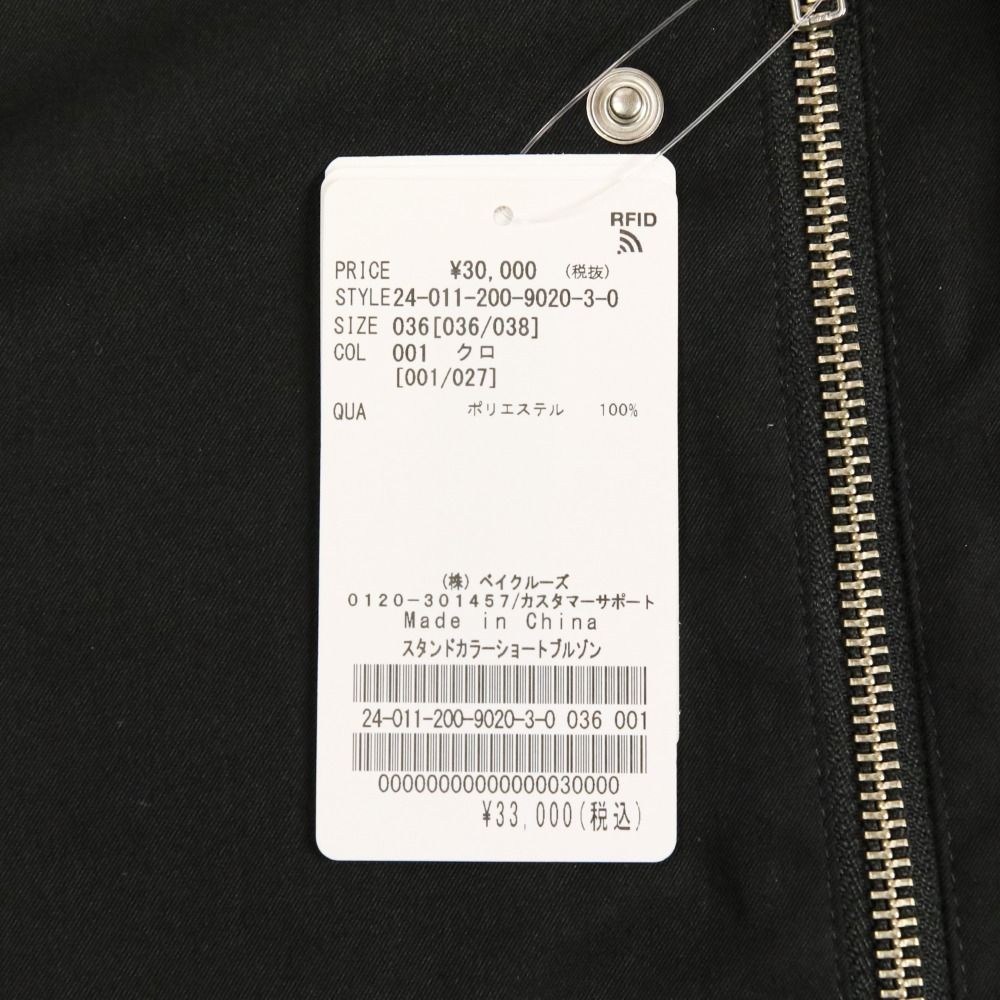 RFID
PRICE ¥30,000 (税抜)
STYLE24-011-200-9020-3-0
SIZE 036[036/038]
COL 001 クロ
[001/027]
QUA ポリエステル 100%
(株) ベイクルーズ
0120-301457/カスタマーサポート
Made in China
スタンドカラーショートブルゾン
24-011-200-9020-3-0 036 001
00000000000000030000
¥33,000(税込)